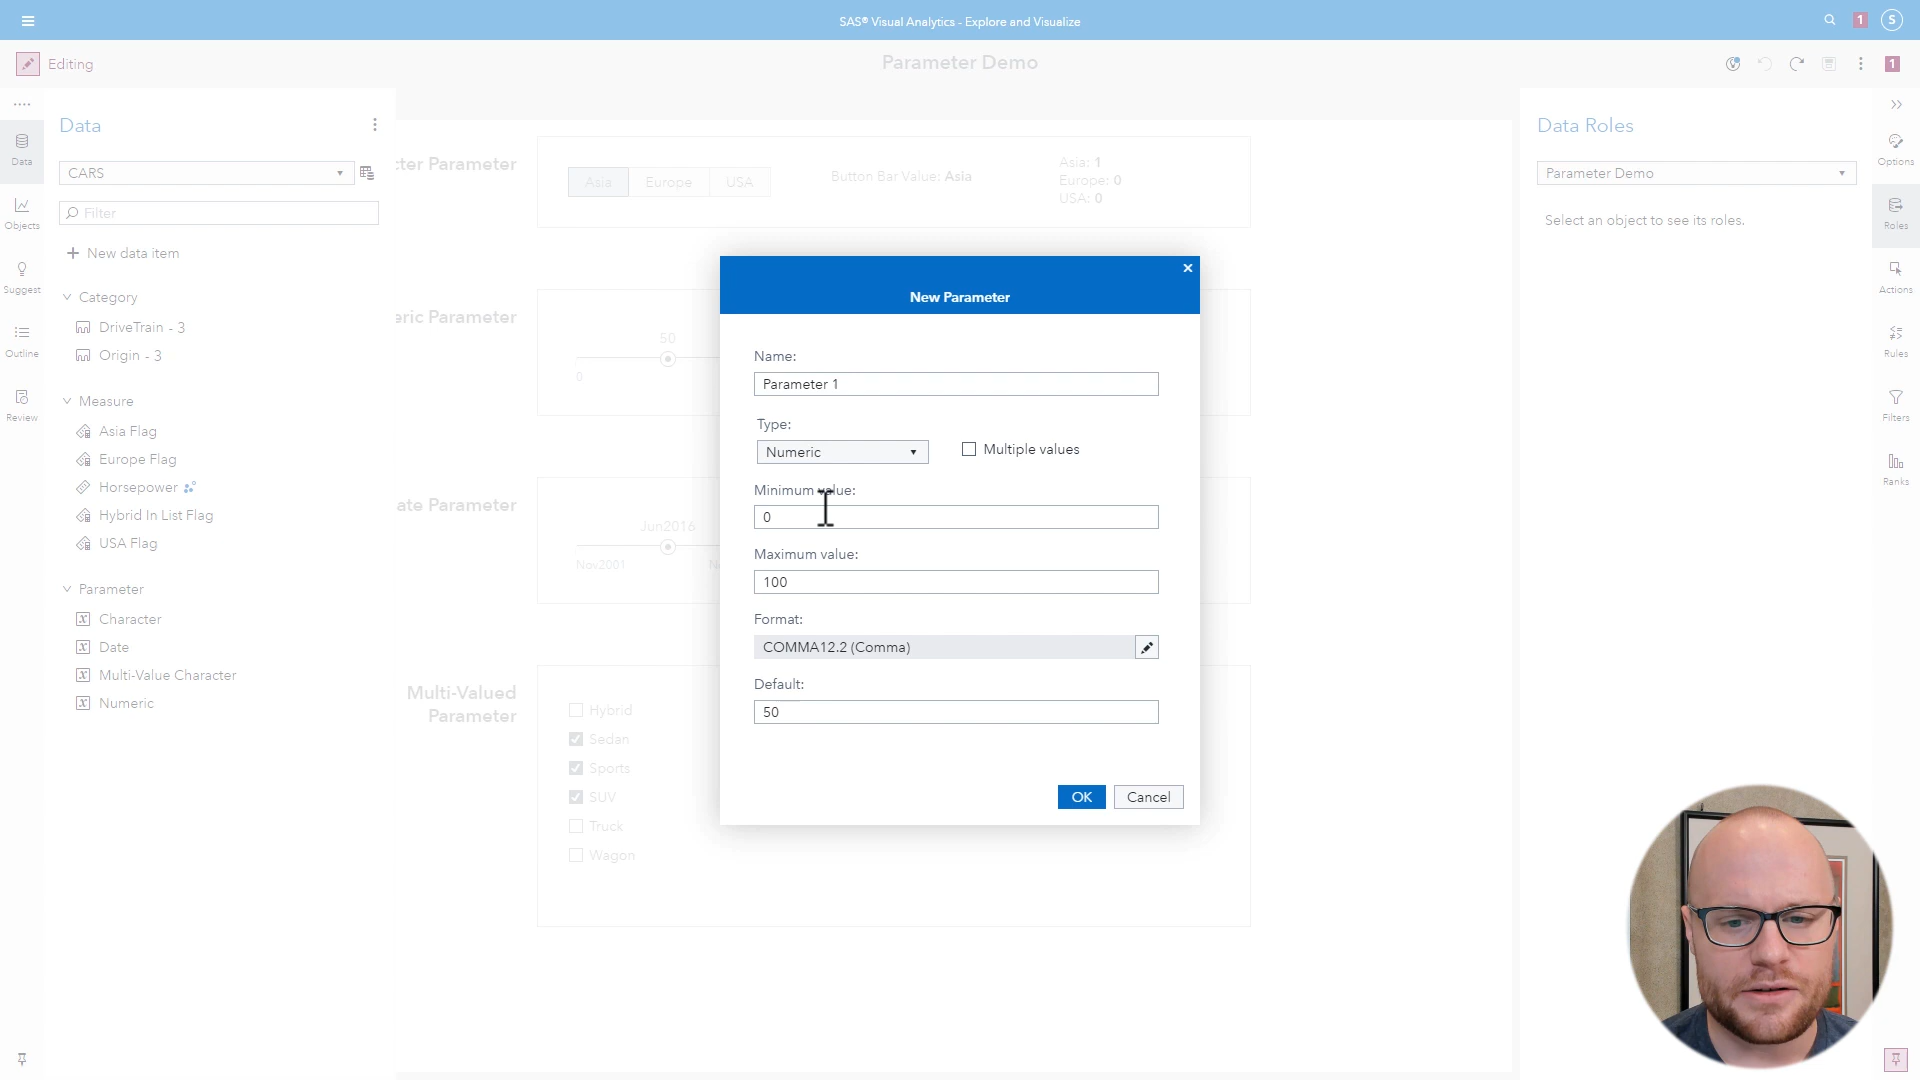 SAS® Visual Analytics - Explore and Visualize
1
S
Editing
Parameter Demo
1
Data
Objects
Suggest
Outline
Review
Data
CARS
Filter
New data item
Category
DriveTrain - 3
Origin - 3
Measure
Asia Flag
Europe Flag
Horsepower
Hybrid In List Flag
USA Flag
Parameter
Character
Date
Multi-Value Character
Numeric
cter Parameter
Asia
Europe
USA
Button Bar Value: Asia
Asia: 1
Europe: 0
USA: 0
eric Parameter
50
0
ate Parameter
Jun2016
Nov2001
Multi-Valued
Parameter
Hybrid
Sedan
Sports
SUV
Truck
Wagon
New Parameter
Name:
Parameter 1
Type:
Numeric
Multiple values
Minimum value:
0
Maximum value:
100
Format:
COMMA12.2 (Comma)
Default:
50
OK
Cancel
Data Roles
Parameter Demo
Select an object to see its roles.
Options
Roles
Actions
Rules
Filters
Ranks